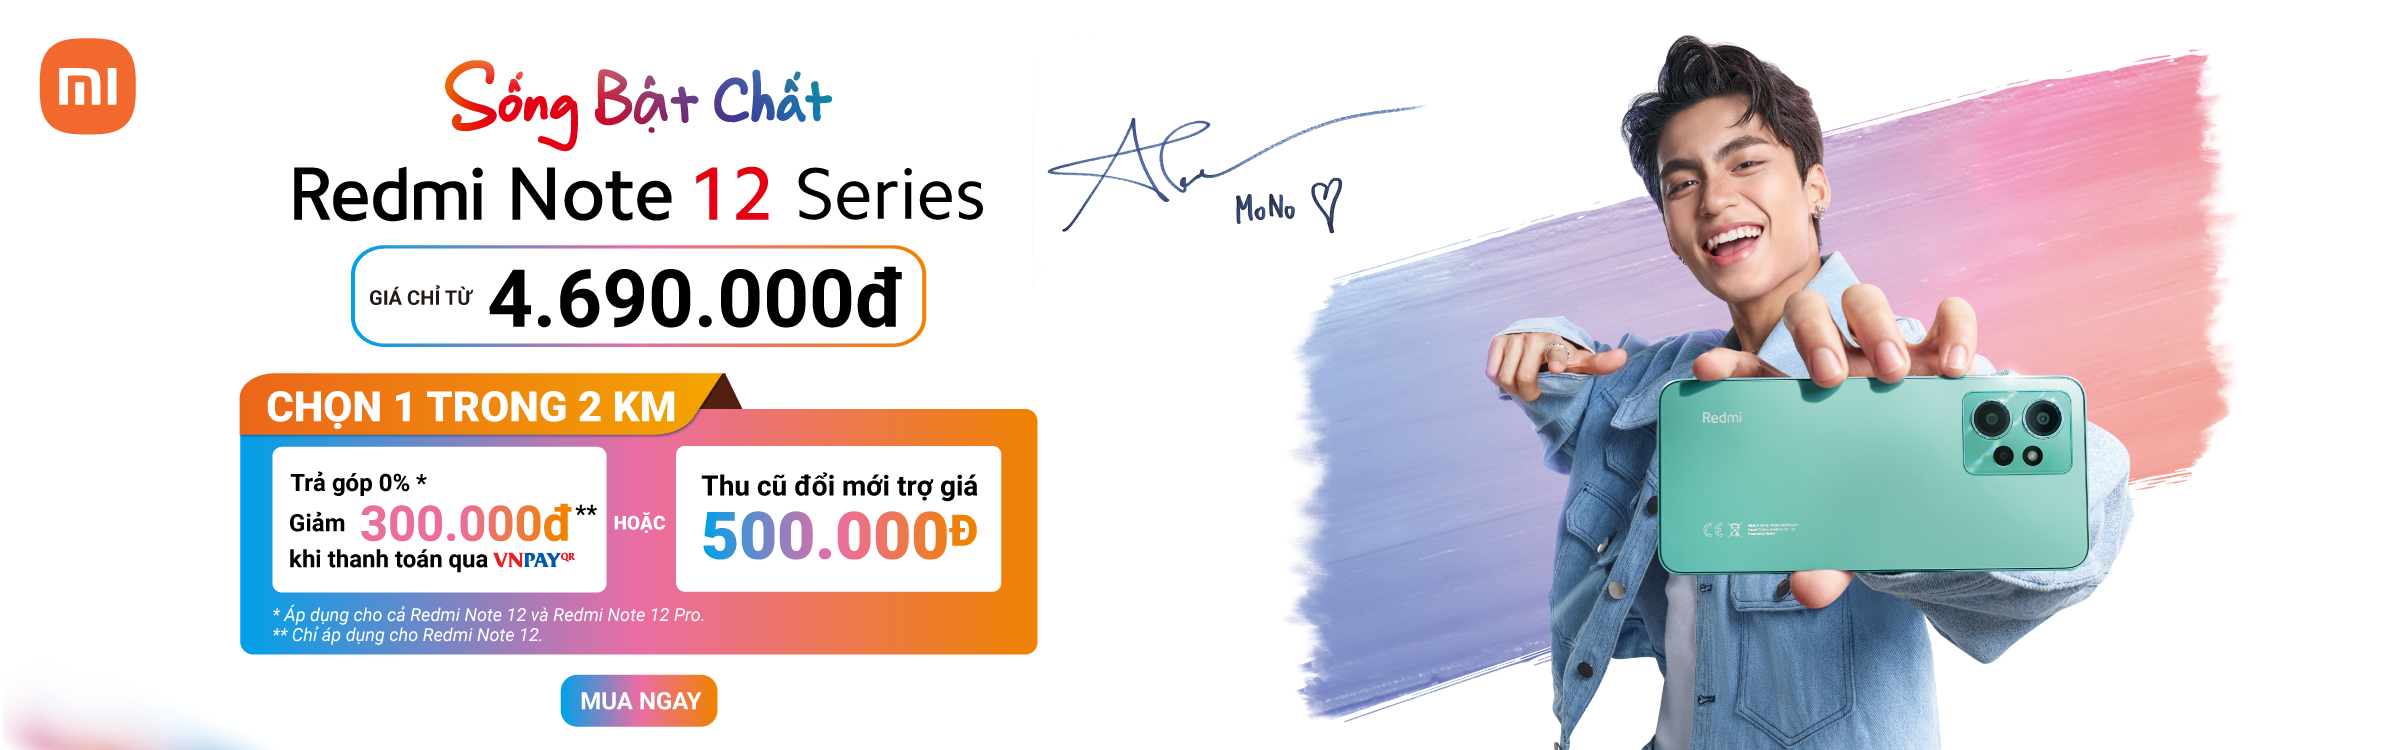 mi
Sống Bật Chất
Redmi Note 12 Series
GIÁ CHỈ TỪ 4.690.000đ
CHỌN 1 TRONG 2 KM
Trả góp 0% *
Giảm 300.000đ**
khi thanh toán qua VNPAYQR
HOẶC
Thu cũ đổi mới trợ giá
500.000Đ
* Áp dụng cho cả Redmi Note 12 và Redmi Note 12 Pro.
** Chỉ áp dụng cho Redmi Note 12.
MUA NGAY
MoNo
Redmi